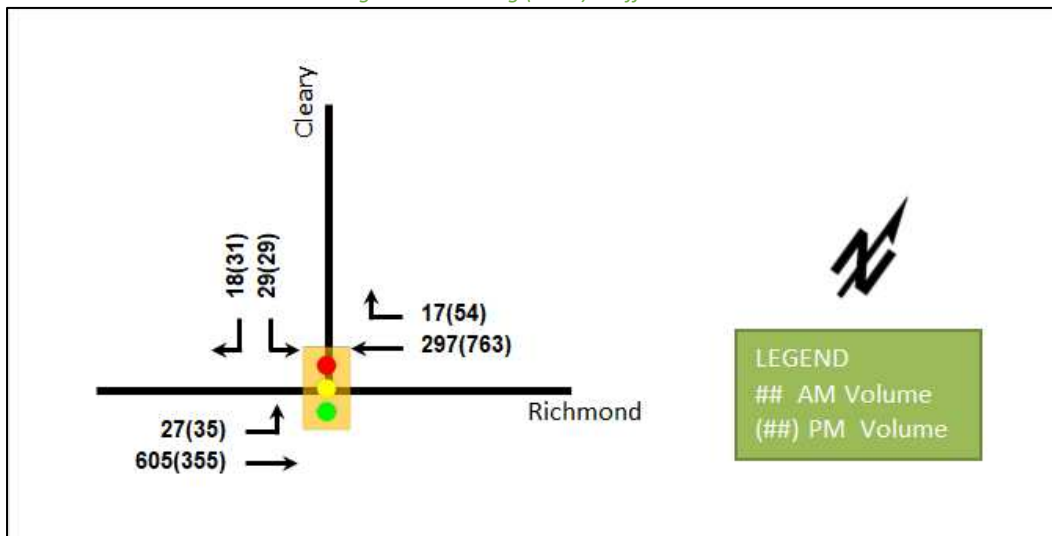 Cleary
18(31)
29(29)
17(54)
297(763)
Richmond
27(35)
605(355)
N
LEGEND
## AM Volume
(##) PM Volume